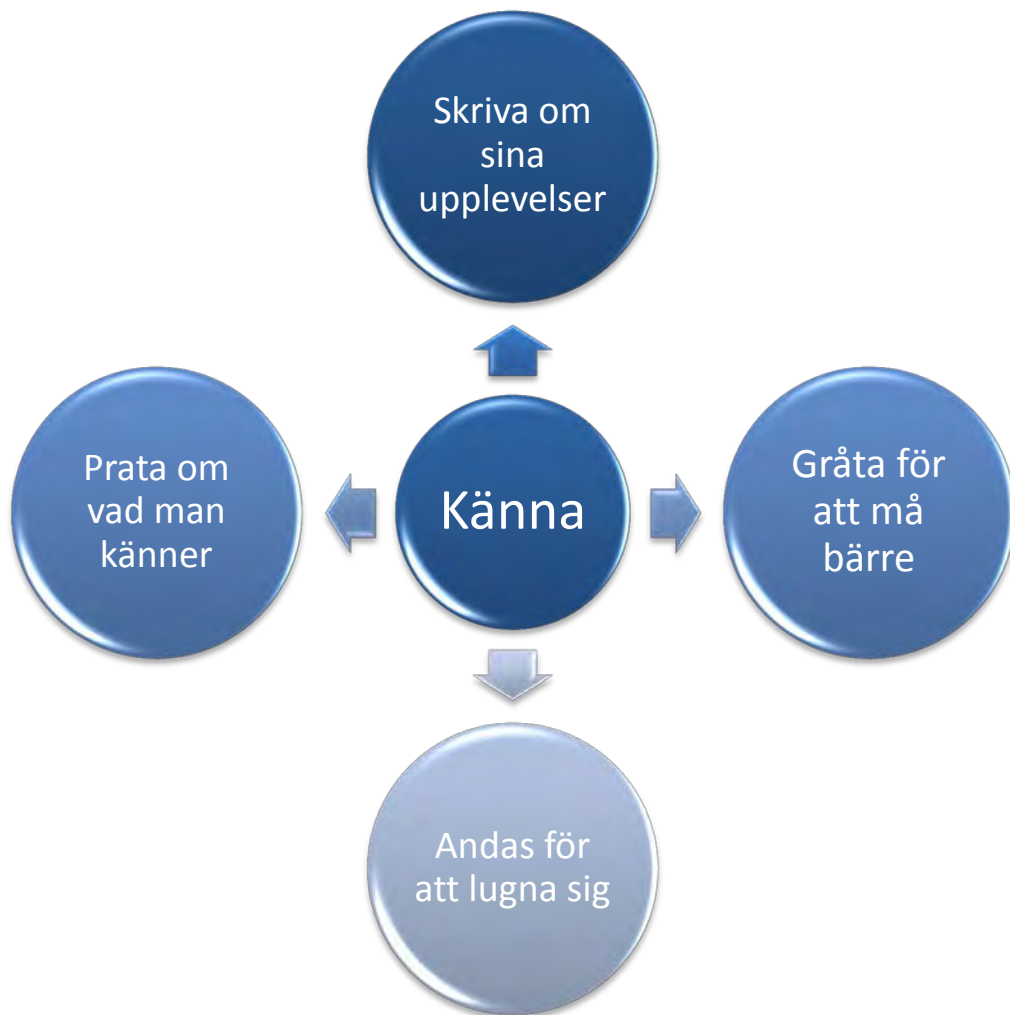 Skriva om
sina
upplevelser
Prata om
vad man
känner
Känna
Gråta för
att må
bärre
Andas för
att lugna sig